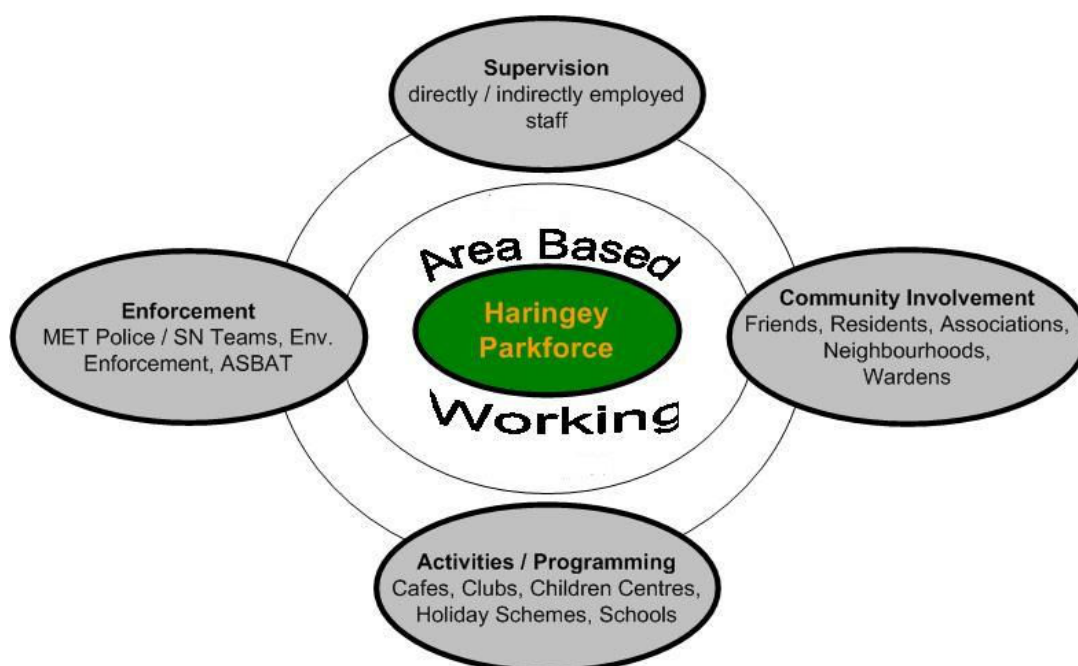 Supervision
directly / indirectly employed
staff
Area Based
Haringey
Parkforce
Working
Enforcement
MET Police / SN Teams, Env.
Enforcement, ASBAT
Community Involvement
Friends, Residents, Associations,
Neighbourhoods,
Wardens
Activities / Programming
Cafes, Clubs, Children Centres,
Holiday Schemes, Schools